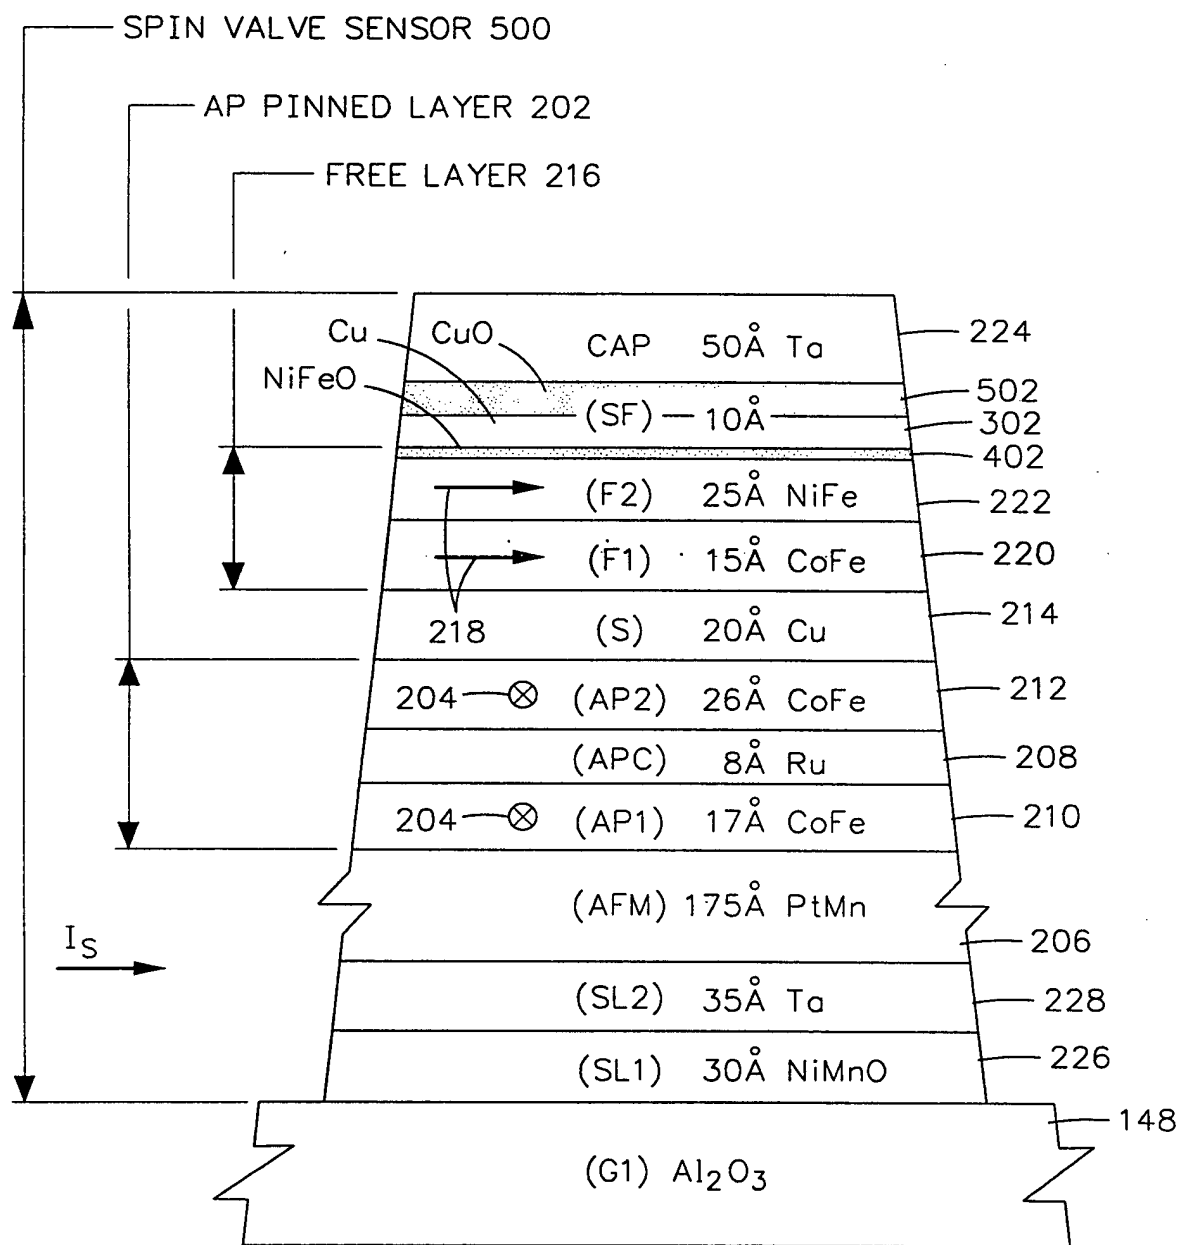 SPIN VALVE SENSOR 500
AP PINNED LAYER 202
FREE LAYER 216
CAP 50Å Ta
224
Cu
CuO
NiFeO
502
(SF) 10Å
302
402
(F2) 25Å NiFe
222
(F1) 15Å CoFe
220
218
(S) 20Å Cu
214
204
(AP2) 26Å CoFe
212
(APC) 8Å Ru
208
204
(AP1) 17Å CoFe
210
(AFM) 175Å PtMn
206
IS
(SL2) 35Å Ta
228
(SL1) 30Å NiMnO
226
148
(G1) Al2O3